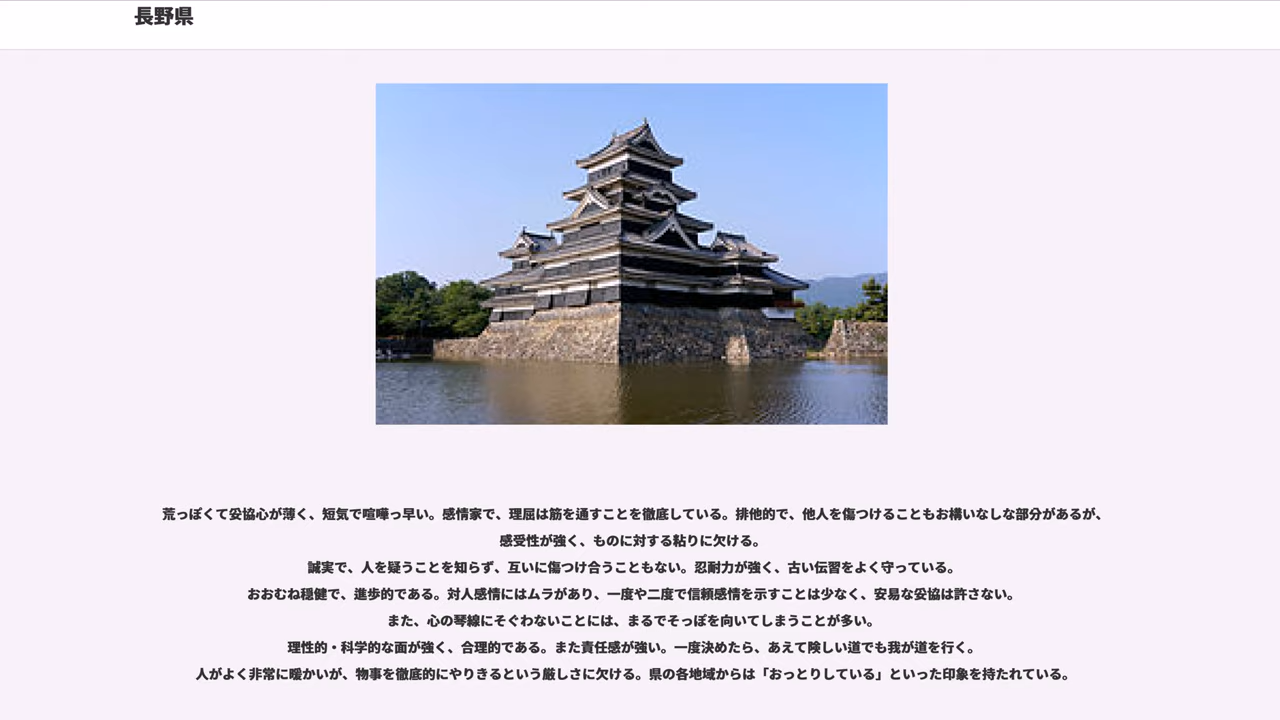 長野県
荒っぽくて妥協心が薄く、短気で喧嘩っ早い。感情家で、理屈は筋を通すことを徹底している。排他的で、他人を傷つけることもお構いなしな部分があるが、
感受性が強く、ものに対する粘りに欠ける。
誠実で、人を疑うことを知らず、互いに傷つけ合うこともない。忍耐力が強く、古い伝習をよく守っている。
おおむね穏健で、進歩的である。対人感情にはムラがあり、一度や二度で信頼感情を示すことは少なく、安易な妥協は許さない。
また、心の琴線にそぐわないことには、まるでそっぽを向いてしまうことが多い。
理性的・科学的な面が強く、合理的である。また責任感が強い。一度決めたら、あえて険しい道でも我が道を行く。
人がよく非常に暖かいが、物事を徹底的にやりきるという厳しさに欠ける。県の各地域からは「おっとりしている」といった印象を持たれている。